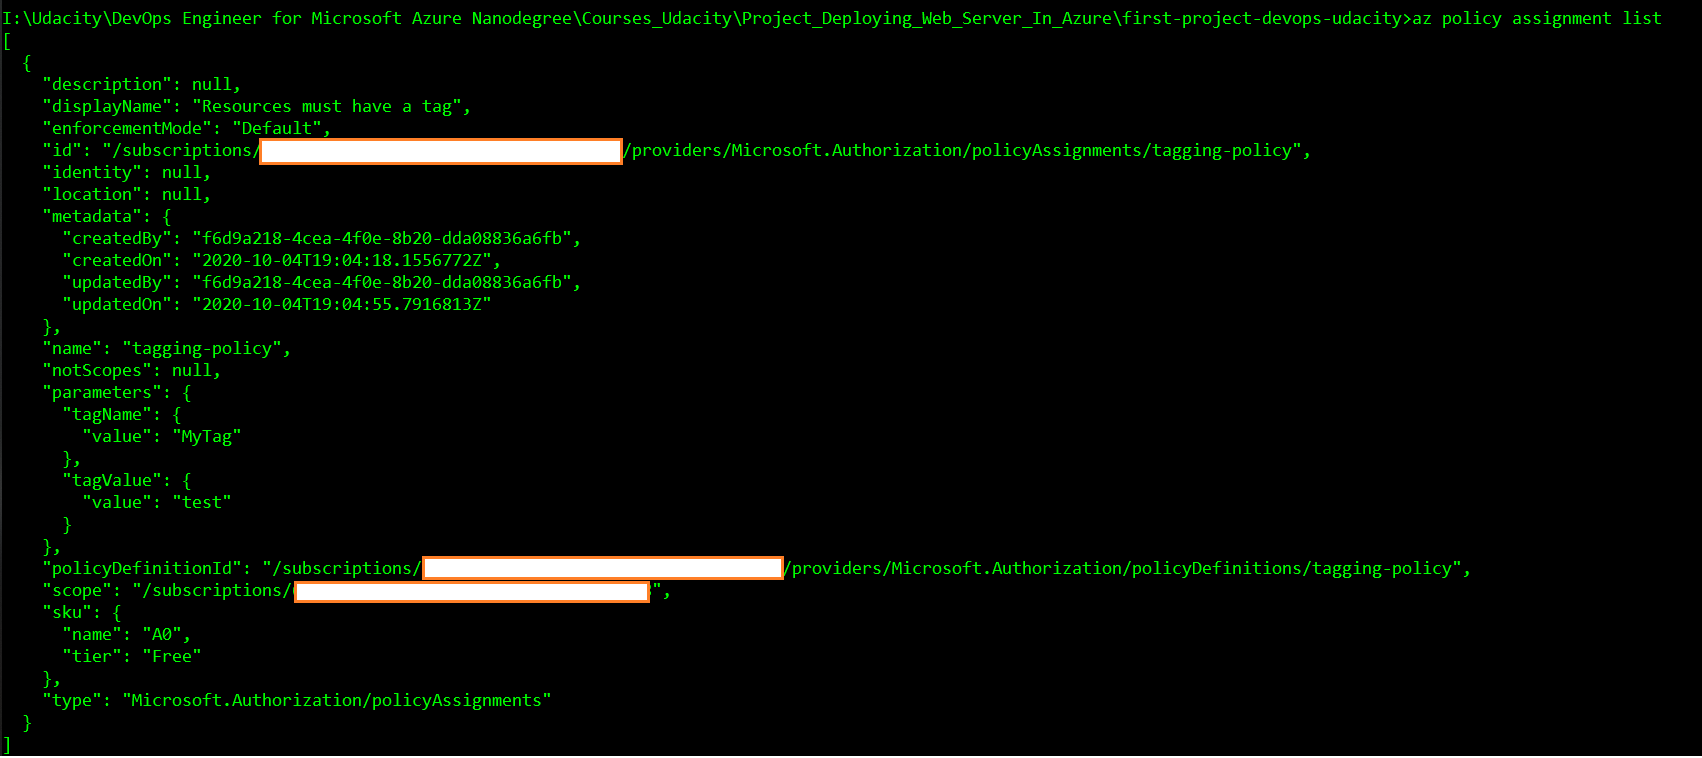 I:\Udacity\DevOps Engineer for Microsoft Azure Nanodegree\Courses_Udacity\Project_Deploying_Web_Server_In_Azure\first-project-devops-udacity>az policy assignment list
[
  {
    "description": null,
    "displayName": "Resources must have a tag",
    "enforcementMode": "Default",
    "id": "/subscriptions/ /providers/Microsoft.Authorization/policyAssignments/tagging-policy",
    "identity": null,
    "location": null,
    "metadata": {
      "createdBy": "f6d9a218-4cea-4f0e-8b20-dda08836a6fb",
      "createdOn": "2020-10-04T19:04:18.1556772Z",
      "updatedBy": "f6d9a218-4cea-4f0e-8b20-dda08836a6fb",
      "updatedOn": "2020-10-04T19:04:55.7916813Z"
    },
    "name": "tagging-policy",
    "notScopes": null,
    "parameters": {
      "tagName": {
        "value": "MyTag"
      },
      "tagValue": {
        "value": "test"
      }
    },
    "policyDefinitionId": "/subscriptions/ /providers/Microsoft.Authorization/policyDefinitions/tagging-policy",
    "scope": "/subscriptions/ ",
    "sku": {
      "name": "A0",
      "tier": "Free"
    },
    "type": "Microsoft.Authorization/policyAssignments"
  }
]